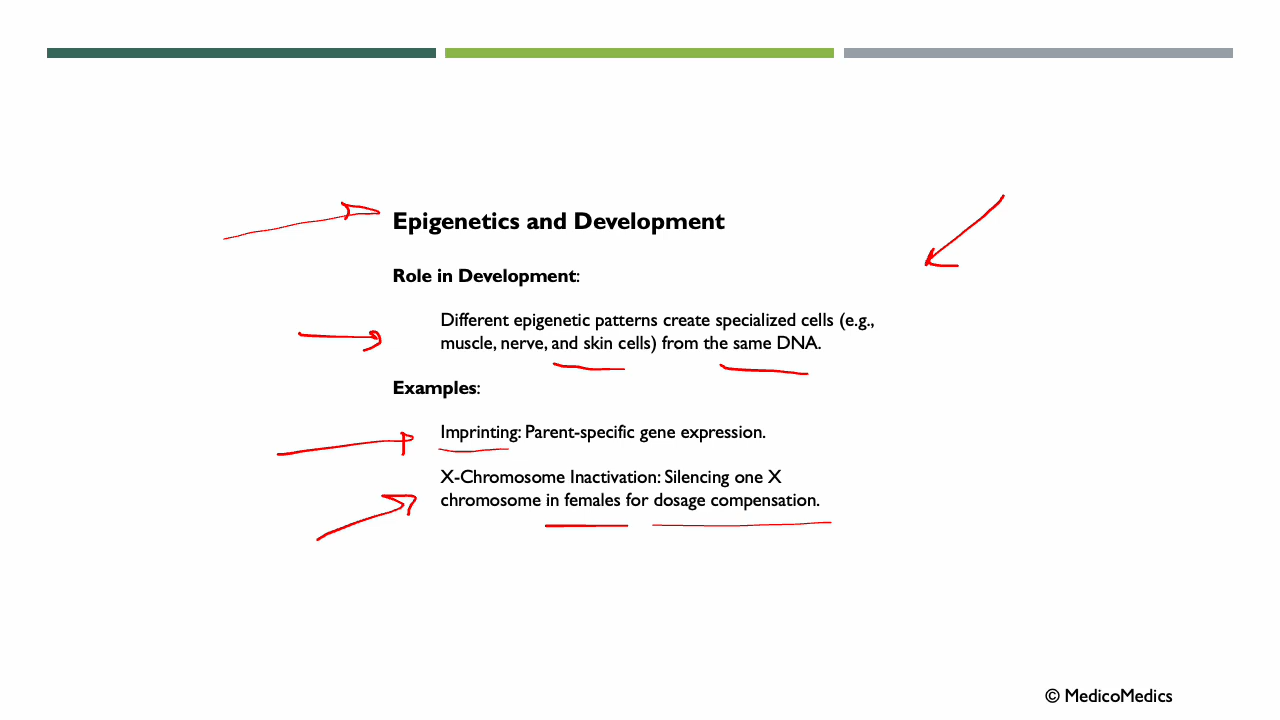 Epigenetics and Development
Role in Development:
Different epigenetic patterns create specialized cells (e.g.,
muscle, nerve, and skin cells) from the same DNA.
Examples:
Imprinting: Parent-specific gene expression.
X-Chromosome Inactivation: Silencing one X
chromosome in females for dosage compensation.
© MedicoMedics